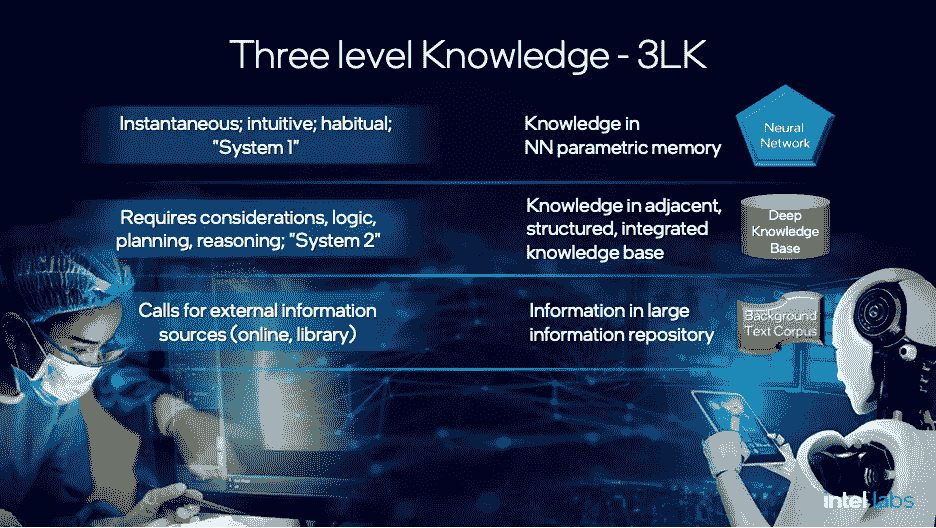 Three level Knowledge - 3LK
Instantaneous; intuitive; habitual;
"System 1"
Knowledge in
NN parametric memory
Neural
Network
Requires considerations, logic,
planning, reasoning; "System 2"
Knowledge in adjacent,
structured, integrated
knowledge base
Deep
Knowledge
Base
Calls for external information
sources (online, library)
Information in large
information repository
Background
Text Corpus
intel labs